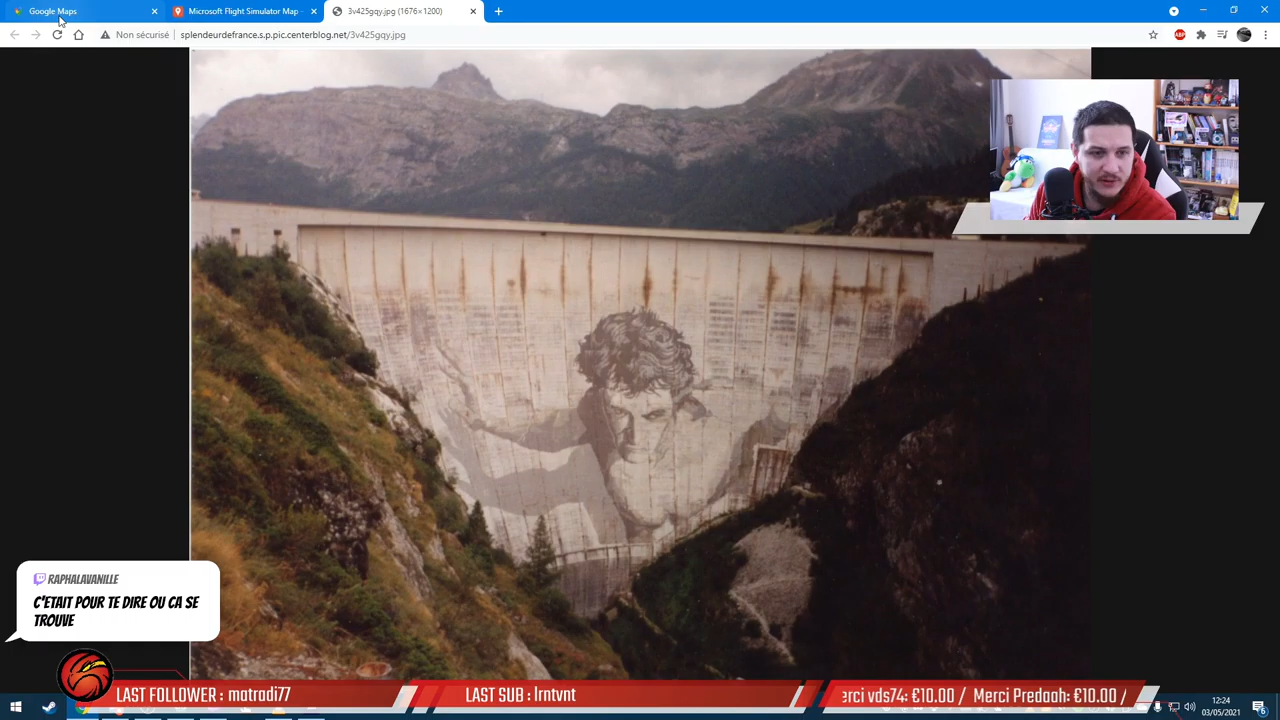 Google Maps
Microsoft Flight Simulator Map -
3v425gqy.jpg (1676×1200)
Non sécurisé
splendeurdefrance.s.p.pic.centerblog.net/3v425gqy.jpg
ABP
RAPHALAVANILLE
C'ETAIT POUR TE DIRE OU CA SE
TROUVE
LAST FOLLOWER : matradi77
LAST SUB : lrntvnt
erci vds74: €10.00 / Merci Predaah: €10.00 /
12:24
03/05/2021